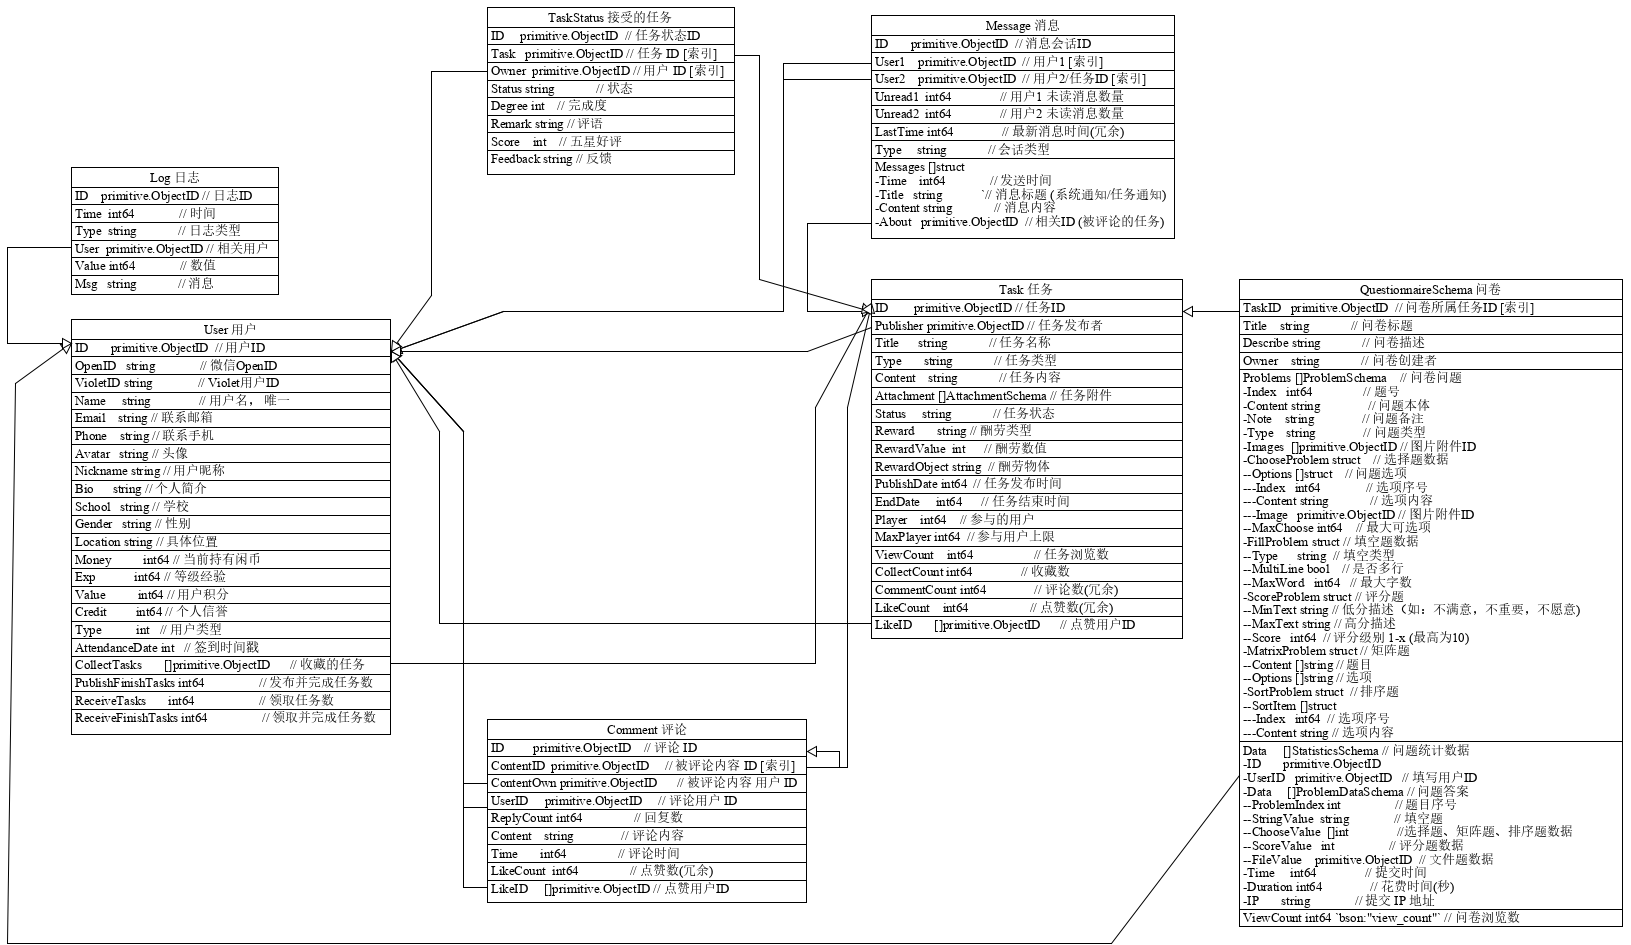 TaskStatus 接受的任务
ID primitive.ObjectID // 任务状态ID
Task primitive.ObjectID // 任务 ID [索引]
Owner primitive.ObjectID // 用户 ID [索引]
Status string // 状态
Degree int // 完成度
Remark string // 评语
Score int // 五星好评
Feedback string // 反馈
Message 消息
ID primitive.ObjectID // 消息会话ID
User1 primitive.ObjectID // 用户1 [索引]
User2 primitive.ObjectID // 用户2/任务ID [索引]
Unread1 int64 // 用户1 未读消息数量
Unread2 int64 // 用户2 未读消息数量
LastTime int64 // 最新消息时间(冗余)
Type string // 会话类型
Messages []struct
-Time int64 // 发送时间
-Title string `// 消息标题 (系统通知/任务通知)
-Content string // 消息内容
-About primitive.ObjectID // 相关ID (被评论的任务)
Log 日志
ID primitive.ObjectID // 日志ID
Time int64 // 时间
Type string // 日志类型
User primitive.ObjectID // 相关用户
Value int64 // 数值
Msg string // 消息
User 用户
ID primitive.ObjectID // 用户ID
OpenID string // 微信OpenID
VioletID string // Violet用户ID
Name string // 用户名， 唯一
Email string // 联系邮箱
Phone string // 联系手机
Avatar string // 头像
Nickname string // 用户昵称
Bio string // 个人简介
School string // 学校
Gender string // 性别
Location string // 具体位置
Money int64 // 当前持有闲币
Exp int64 // 等级经验
Value int64 // 用户积分
Credit int64 // 个人信誉
Type int // 用户类型
AttendanceDate int // 签到时间戳
CollectTasks []primitive.ObjectID // 收藏的任务
PublishFinishTasks int64 // 发布并完成任务数
ReceiveTasks int64 // 领取任务数
ReceiveFinishTasks int64 // 领取并完成任务数
Task 任务
ID primitive.ObjectID // 任务ID
Publisher primitive.ObjectID // 任务发布者
Title string // 任务名称
Type string // 任务类型
Content string // 任务内容
Attachment []AttachmentSchema // 任务附件
Status string // 任务状态
Reward string // 酬劳类型
RewardValue int // 酬劳数值
RewardObject string // 酬劳物体
PublishDate int64 // 任务发布时间
EndDate int64 // 任务结束时间
Player int64 // 参与的用户
MaxPlayer int64 // 参与用户上限
ViewCount int64 // 任务浏览数
CollectCount int64 // 收藏数
CommentCount int64 // 评论数(冗余)
LikeCount int64 // 点赞数(冗余)
LikeID []primitive.ObjectID // 点赞用户ID
Comment 评论
ID primitive.ObjectID // 评论 ID
ContentID primitive.ObjectID // 被评论内容 ID [索引]
ContentOwn primitive.ObjectID // 被评论内容 用户 ID
UserID primitive.ObjectID // 评论用户 ID
ReplyCount int64 // 回复数
Content string // 评论内容
Time int64 // 评论时间
LikeCount int64 // 点赞数(冗余)
LikeID []primitive.ObjectID // 点赞用户ID
QuestionnaireSchema 问卷
TaskID primitive.ObjectID // 问卷所属任务ID [索引]
Title string // 问卷标题
Describe string // 问卷描述
Owner string // 问卷创建者
Problems []ProblemSchema // 问卷问题
-Index int64 // 题号
-Content string // 问题本体
-Note string // 问题备注
-Type string // 问题类型
-Images []primitive.ObjectID // 图片附件ID
-ChooseProblem struct // 选择题数据
--Options []struct // 问题选项
---Index int64 // 选项序号
---Content string // 选项内容
---Image primitive.ObjectID // 图片附件ID
--MaxChoose int64 // 最大可选项
-FillProblem struct // 填空题数据
--Type string // 填空类型
--MultiLine bool // 是否多行
--MaxWord int64 // 最大字数
-ScoreProblem struct // 评分题
--MinText string // 低分描述（如：不满意，不重要，不愿意)
--MaxText string // 高分描述
--Score int64 // 评分级别 1-x (最高为10)
-MatrixProblem struct // 矩阵题
--Content []string // 题目
--Options []string // 选项
-SortProblem struct // 排序题
--SortItem []struct
---Index int64 // 选项序号
---Content string // 选项内容
Data []StatisticsSchema // 问题统计数据
-ID primitive.ObjectID
-UserID primitive.ObjectID // 填写用户ID
-Data []ProblemDataSchema // 问题答案
--ProblemIndex int // 题目序号
--StringValue string // 填空题
--ChooseValue []int //选择题、矩阵题、排序题数据
--ScoreValue int // 评分题数据
--FileValue primitive.ObjectID // 文件题数据
-Time int64 // 提交时间
-Duration int64 // 花费时间(秒)
-IP string // 提交 IP 地址
ViewCount int64 `bson:"view_count"` // 问卷浏览数